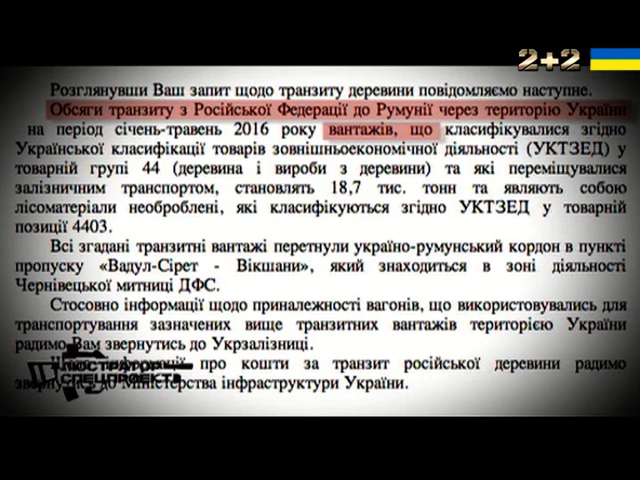 2+2
Розглянувши Ваш запит щодо транзиту деревини повідомляємо наступне.
Обсяги транзиту з Російської Федерації до Румунії через територію України
на період січень-травень 2016 року вантажів, що класифікувалися згідно
Української класифікації товарів зовнішньоекономічної діяльності (УКТЗЕД) у
товарній групі 44 (деревина і вироби з деревини) та які переміщувалися
залізничним транспортом, становлять 18,7 тис. тонн та являють собою
лісоматеріали необроблені, які класифікуються згідно УКТЗЕД у товарній
позиції 4403.
Всі згадані транзитні вантажі перетнули україно-румунський кордон в пункті
пропуску «Вадул-Сірет - Вікшани», який знаходиться в зоні діяльності
Чернівецької митниці ДФС.
Стосовно інформації щодо приналежності вагонів, що використовувались для
транспортування зазначених вище транзитних вантажів територією України
радимо Вам звернутись до Укрзалізниці.
інформації про кошти за транзит російської деревини радимо
звернутись до Міністерства інфраструктури України.
ЛЮСТРАТОР
СПЕЦПРОЕКТ